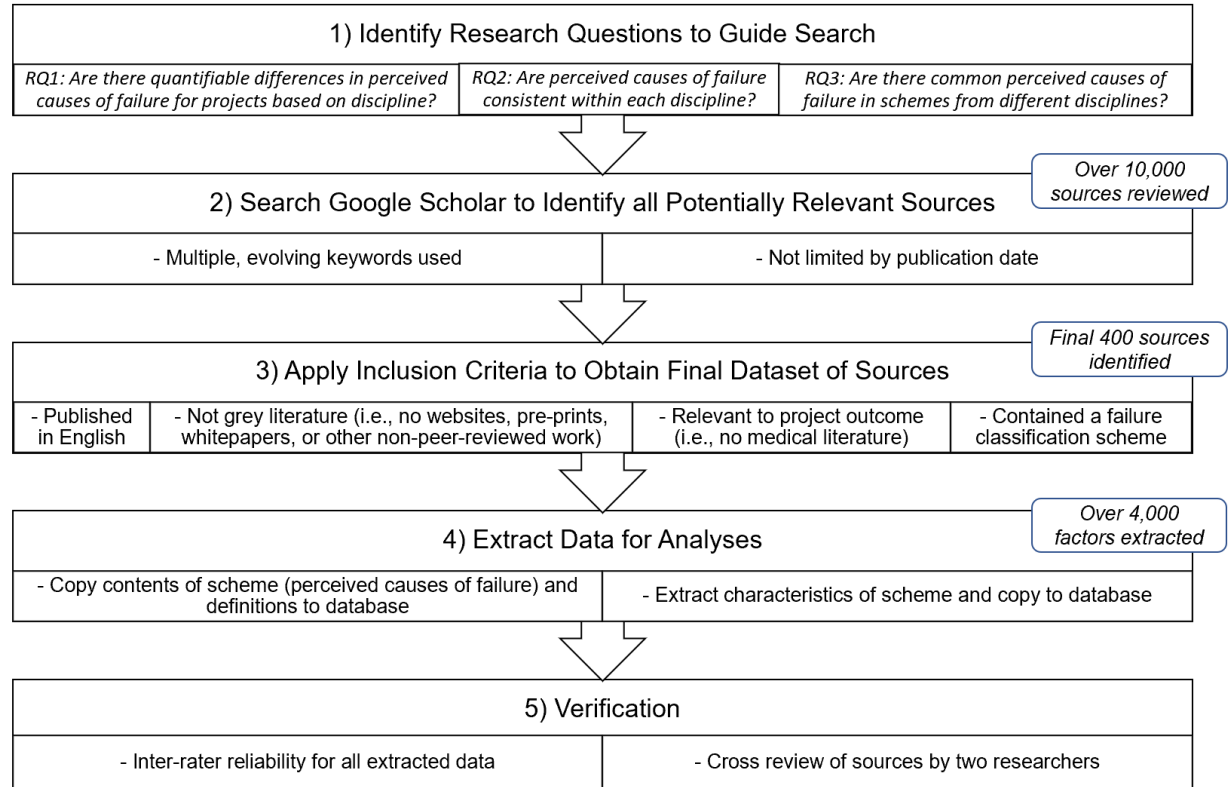 1) Identify Research Questions to Guide Search
RQ1: Are there quantifiable differences in perceived
causes of failure for projects based on discipline?
RQ2: Are perceived causes of failure
consistent within each discipline?
RQ3: Are there common perceived causes of
failure in schemes from different disciplines?
Over 10,000
sources reviewed
2) Search Google Scholar to Identify all Potentially Relevant Sources
- Multiple, evolving keywords used
- Not limited by publication date
Final 400 sources
identified
3) Apply Inclusion Criteria to Obtain Final Dataset of Sources
- Published
in English
- Not grey literature (i.e., no websites, pre-prints,
whitepapers, or other non-peer-reviewed work)
- Relevant to project outcome
(i.e., no medical literature)
- Contained a failure
classification scheme
Over 4,000
factors extracted
4) Extract Data for Analyses
- Copy contents of scheme (perceived causes of failure) and
definitions to database
- Extract characteristics of scheme and copy to database
5) Verification
- Inter-rater reliability for all extracted data
- Cross review of sources by two researchers